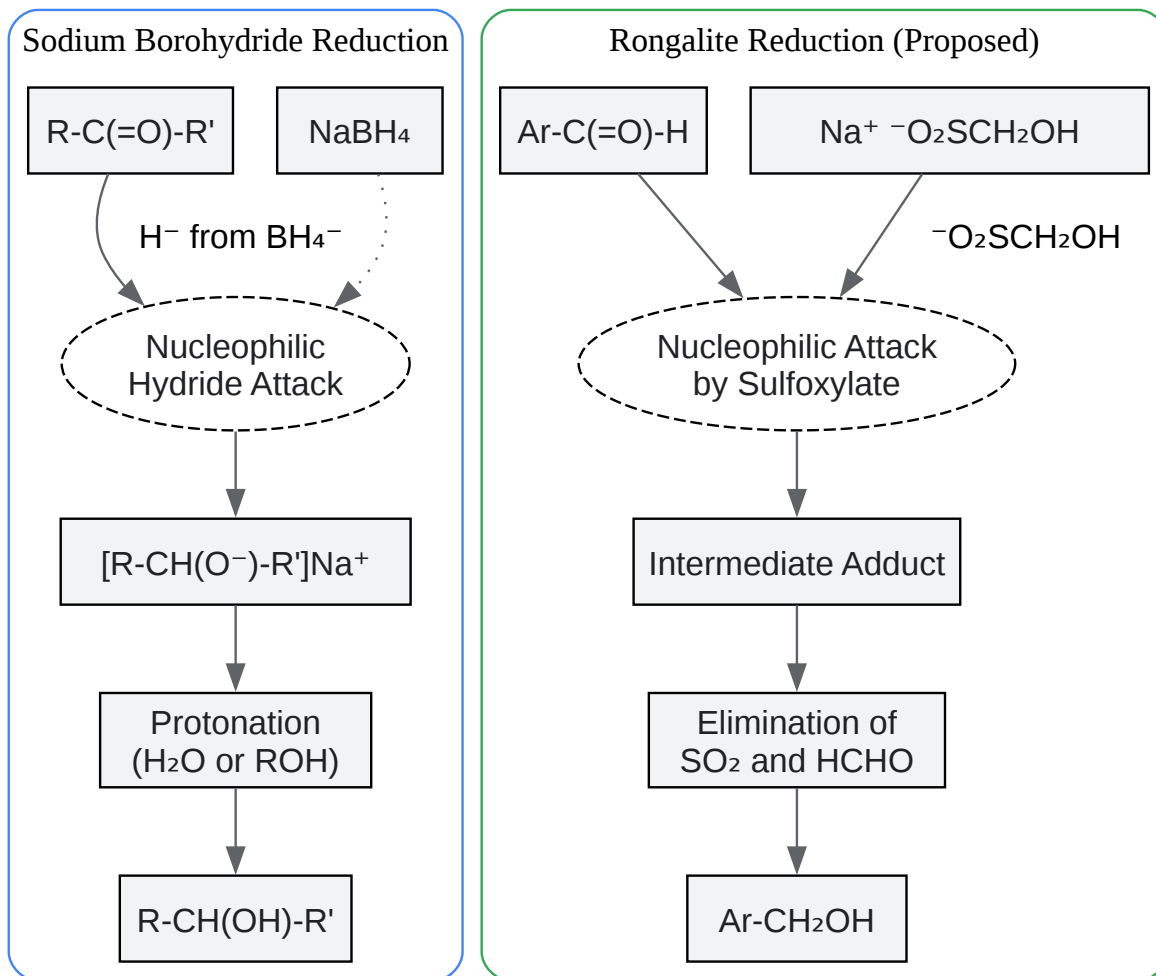 Sodium Borohydride Reduction
R-C(=O)-R'
NaBH₄
H⁻ from BH₄⁻
Nucleophilic
Hydride Attack
[R-CH(O⁻)-R']Na⁺
Protonation
(H₂O or ROH)
R-CH(OH)-R'
Rongalite Reduction (Proposed)
Ar-C(=O)-H
Na⁺ ⁻O₂SCH₂OH
⁻O₂SCH₂OH
Nucleophilic Attack
by Sulfoxylate
Intermediate Adduct
Elimination of
SO₂ and HCHO
Ar-CH₂OH